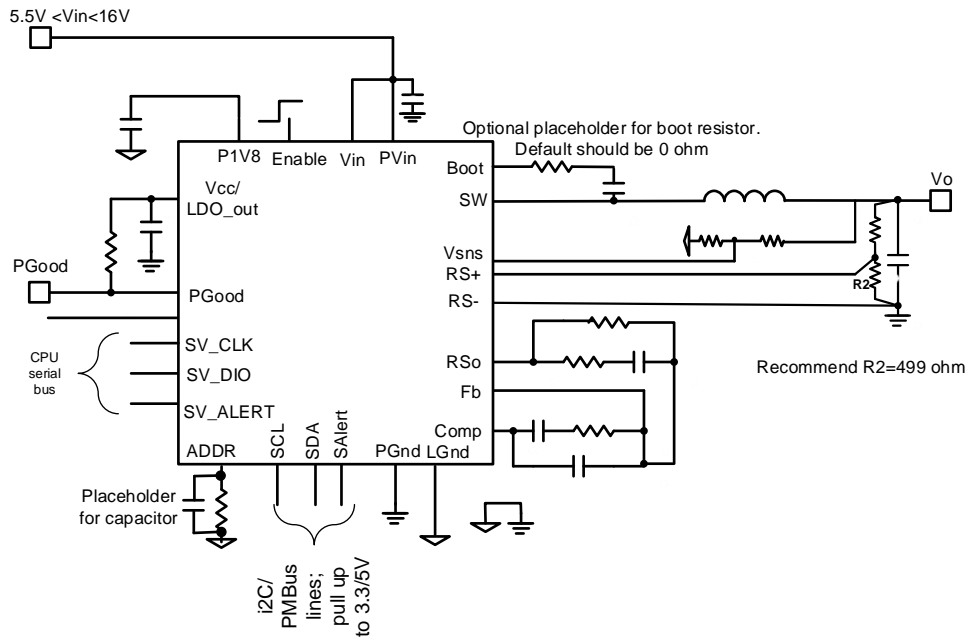 5.5V <Vin<16V
Optional placeholder for boot resistor.
Default should be 0 ohm
P1V8
Enable
Vin
PVin
Boot
Vcc/
LDO_out
SW
Vo
Vsns
PGood
RS+
R2
PGood
RS-
SV_CLK
CPU
serial
bus
SV_DIO
RSo
Recommend R2=499 ohm
Fb
SV_ALERT
Comp
ADDR
SCL
SDA
SAlert
PGnd
LGnd
Placeholder
for capacitor
i2C/
PMBus
lines;
pull up
to 3.3/5V